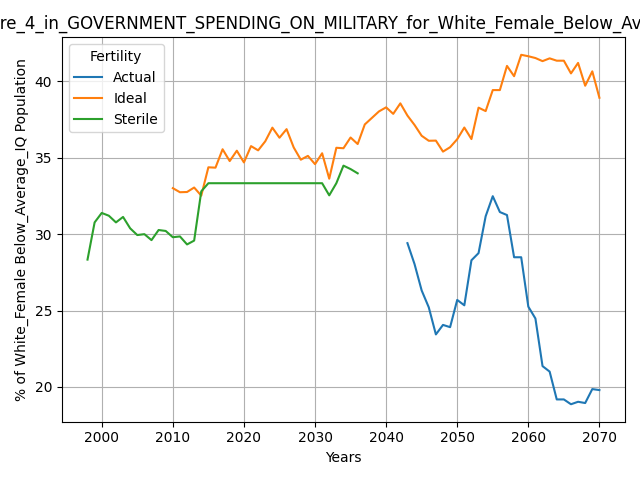 re_4_in_GOVERNMENT_SPENDING_ON_MILITARY_for_White_Female_Below_Av
Fertility
Actual
Ideal
Sterile
% of White_Female Below_Average_IQ Population
40
35
30
25
20
2000 2010 2020 2030 2040 2050 2060 2070
Years